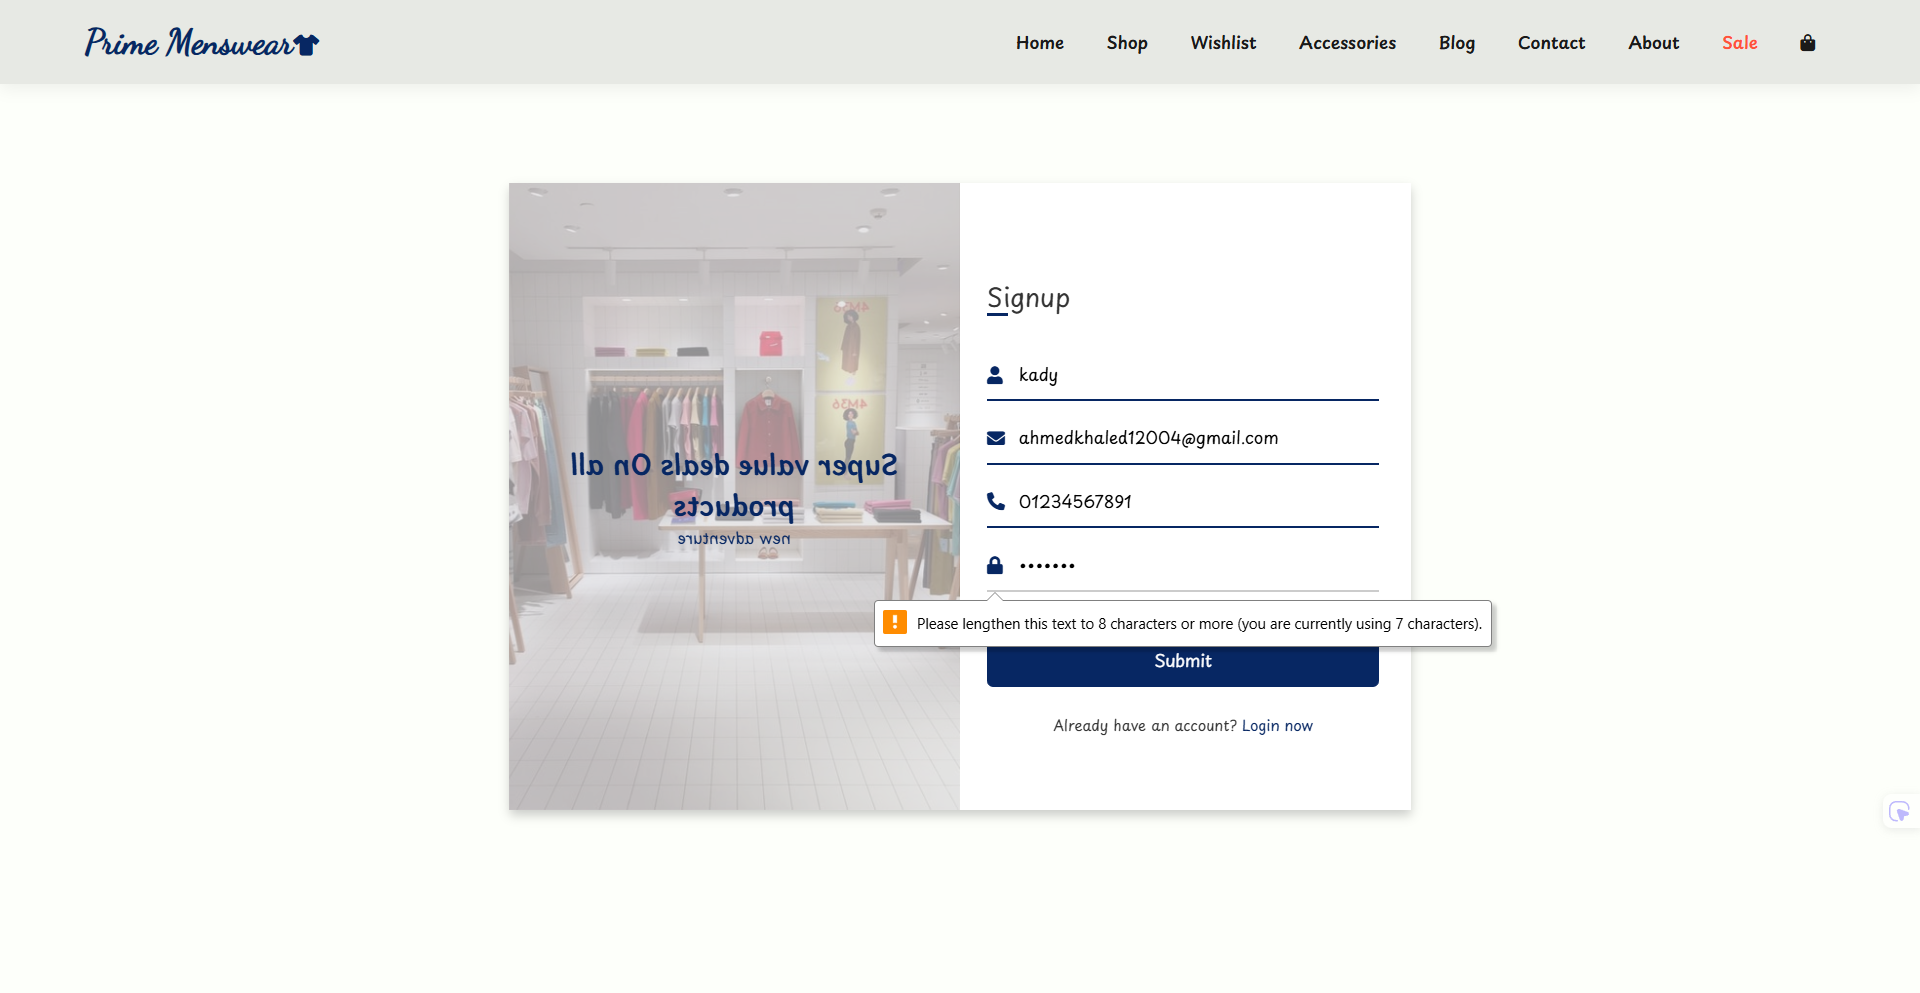 Prime Menswear
Home Shop Wishlist Accessories Blog Contact About Sale
4M36
4M36
Super value deals On all
products
new adventure
Signup
kady
ahmedkhaled12004@gmail.com
01234567891
•••••••
Please lengthen this text to 8 characters or more (you are currently using 7 characters).
Submit
Already have an account? Login now